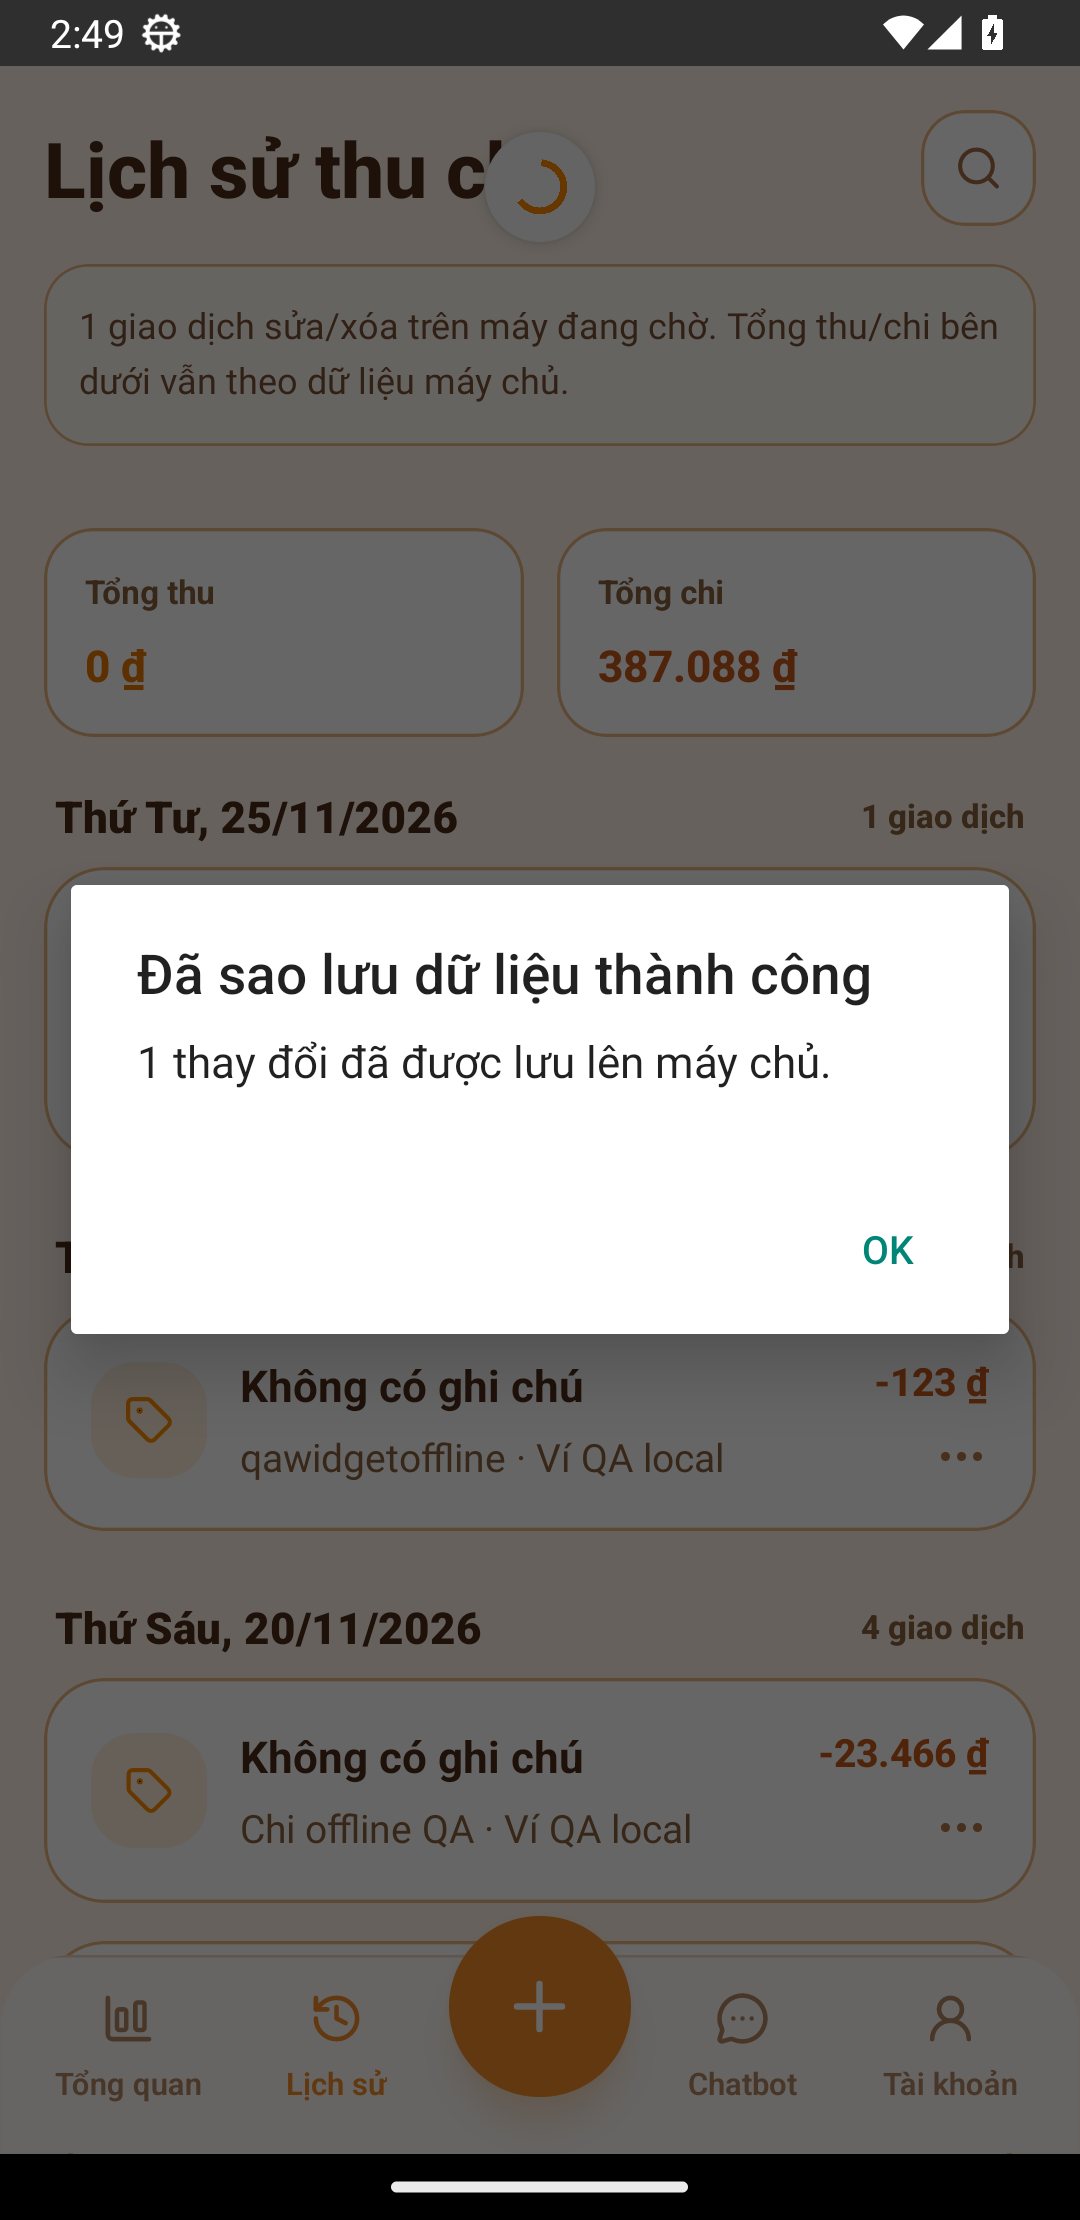 2:49
Lịch sử thu c
1 giao dịch sửa/xóa trên máy đang chờ. Tổng thu/chi bên
dưới vẫn theo dữ liệu máy chủ.
Tổng thu
Tổng chi
0 ₫
387.088 ₫
Thứ Tư, 25/11/2026
1 giao dịch
Đã sao lưu dữ liệu thành công
1 thay đổi đã được lưu lên máy chủ.
OK
Không có ghi chú
-123 ₫
qawidgetoffline · Ví QA local
Thứ Sáu, 20/11/2026
4 giao dịch
Không có ghi chú
-23.466 ₫
Chi offline QA · Ví QA local
Tổng quan
Lịch sử
Chatbot
Tài khoản